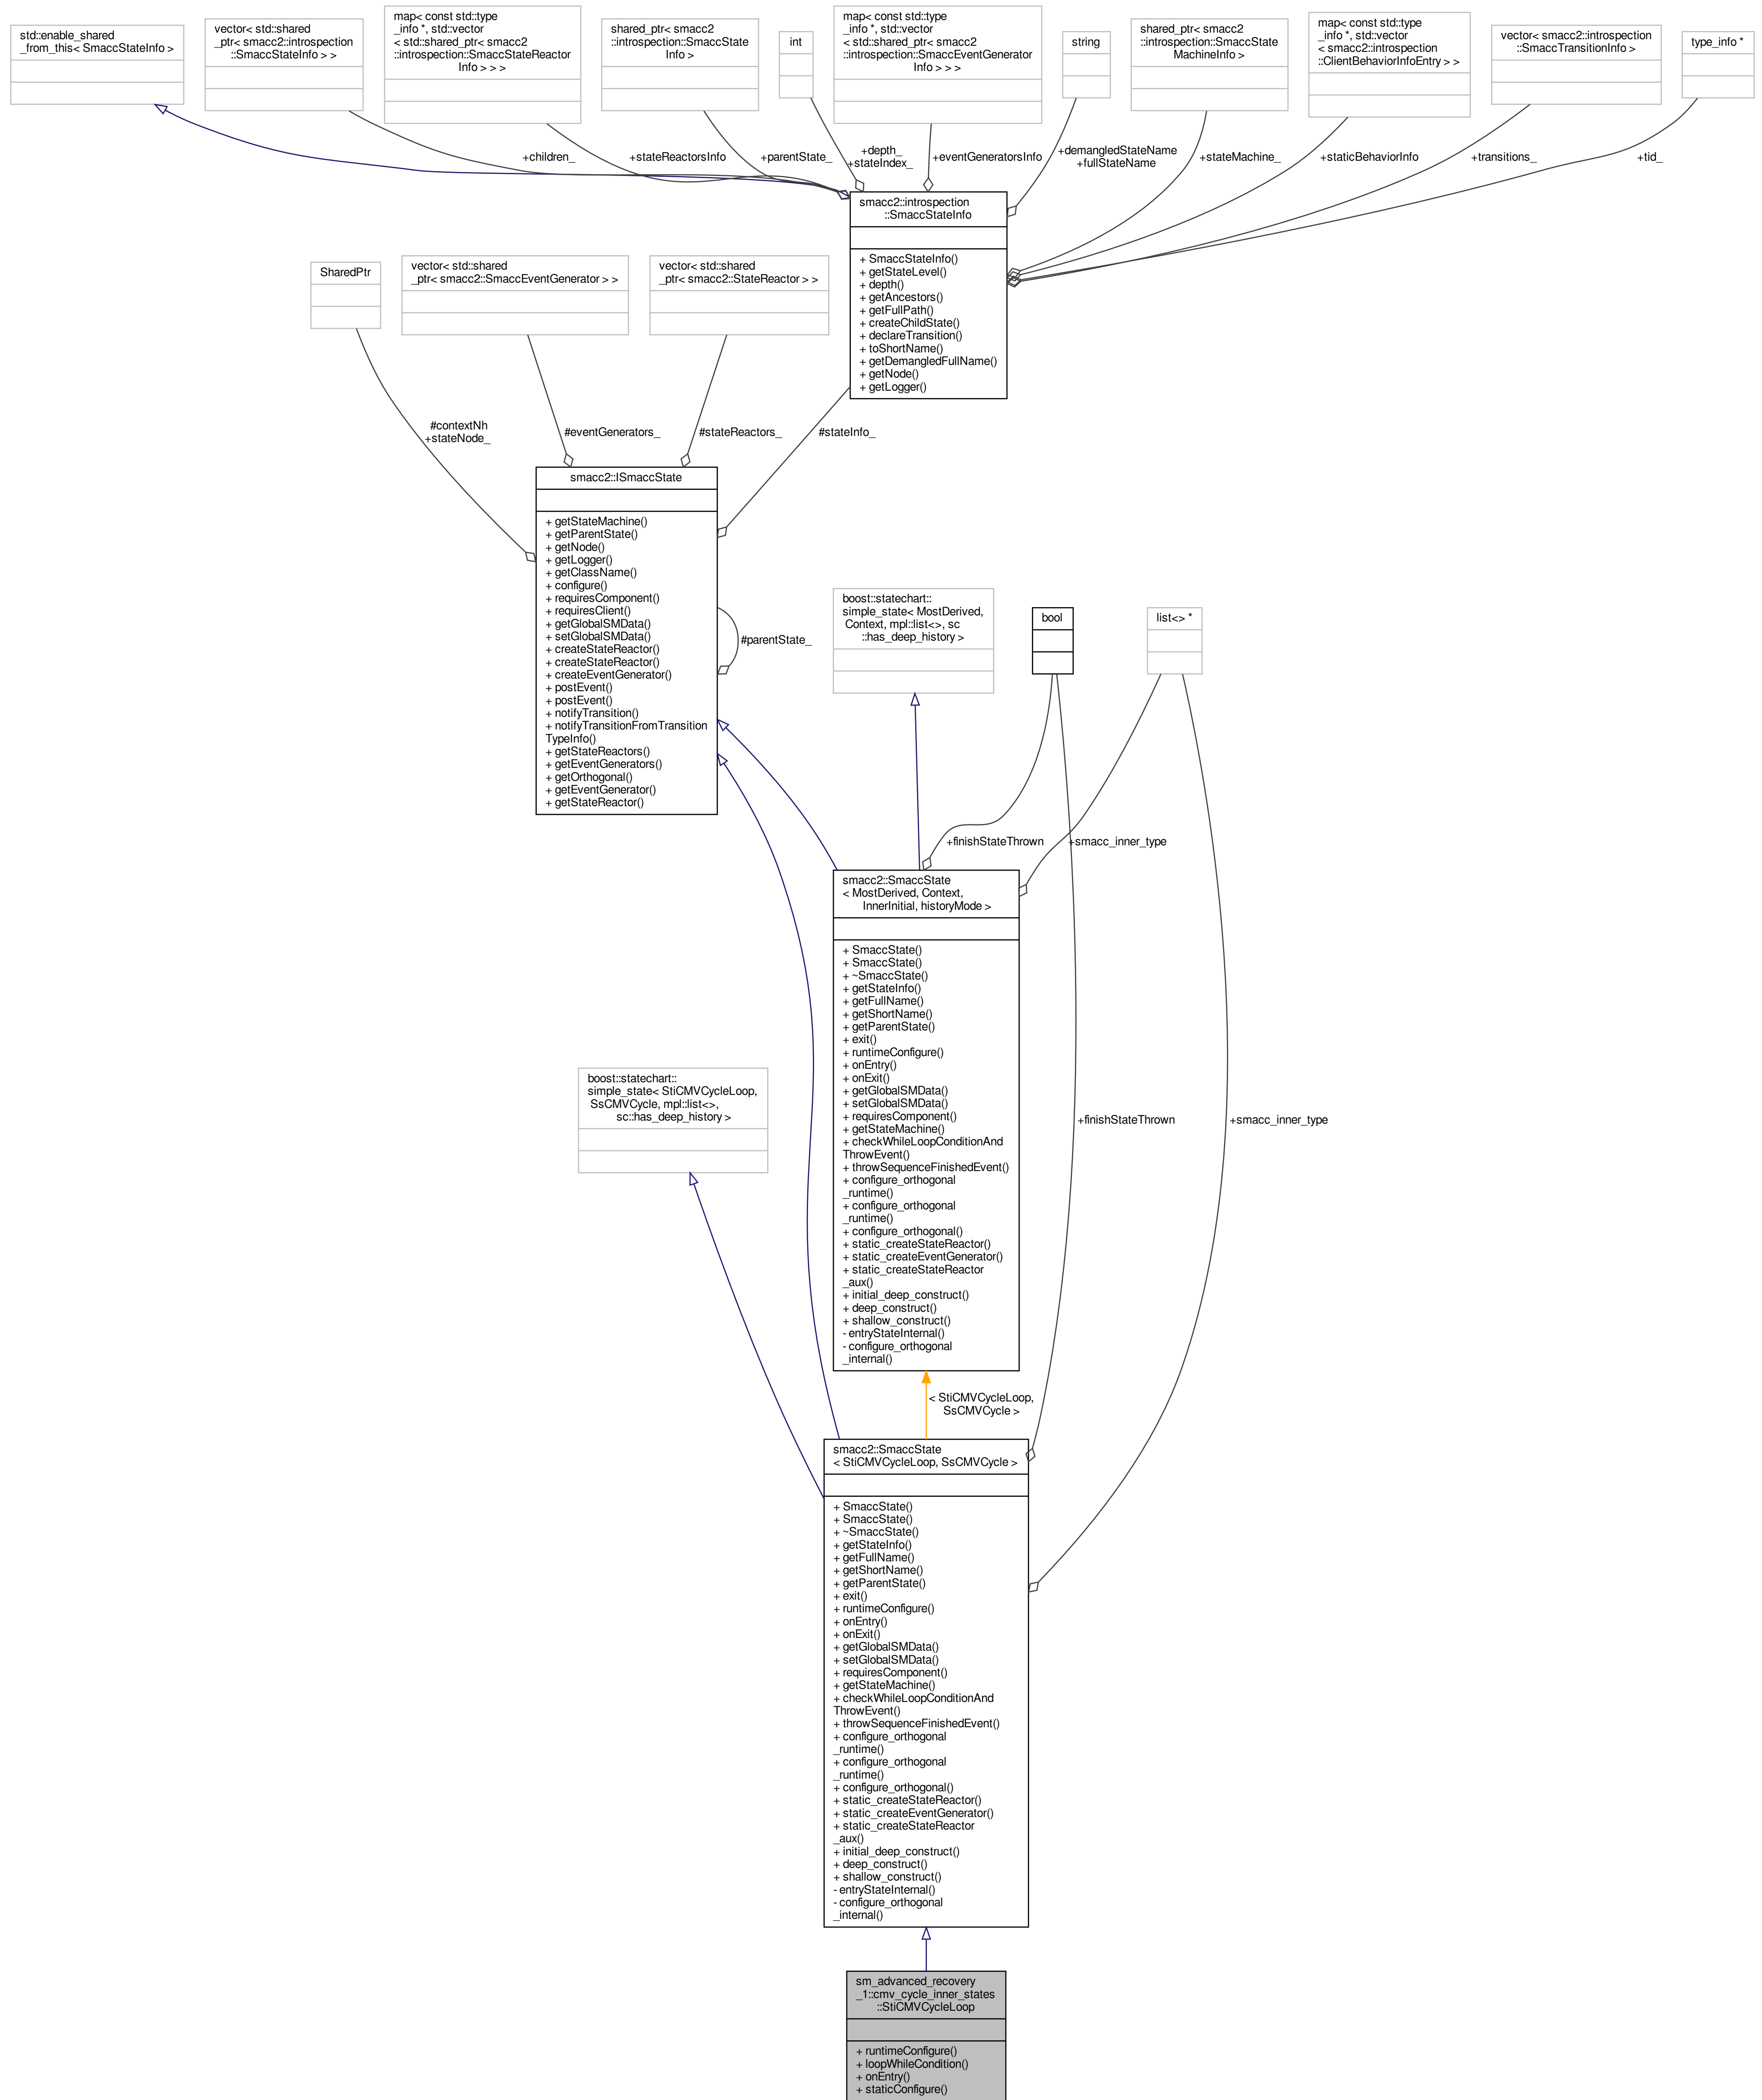 std::enable_shared
_from_this< SmaccStateInfo >
vector< std::shared
_ptr< smacc2::introspection
::SmaccStateInfo > >
map< const std::type
_info *, std::vector
< std::shared_ptr< smacc2
::introspection::SmaccStateReactor
Info > > >
shared_ptr< smacc2
::introspection::SmaccState
Info >
int
map< const std::type
_info *, std::vector
< std::shared_ptr< smacc2
::introspection::SmaccEventGenerator
Info > > >
string
shared_ptr< smacc2
::introspection::SmaccState
MachineInfo >
map< const std::type
_info *, std::vector
< smacc2::introspection
::ClientBehaviorInfoEntry > >
vector< smacc2::introspection
::SmaccTransitionInfo >
type_info *
+children_
+stateReactorsInfo
+parentState_
+depth_
+stateIndex_
+eventGeneratorsInfo
+demangledStateName
+fullStateName
+stateMachine_
+staticBehaviorInfo
+transitions_
+tid_
smacc2::introspection
::SmaccStateInfo
+ SmaccStateInfo()
+ getStateLevel()
+ depth()
+ getAncestors()
+ getFullPath()
+ createChildState()
+ declareTransition()
+ toShortName()
+ getDemangledFullName()
+ getNode()
+ getLogger()
SharedPtr
vector< std::shared
_ptr< smacc2::SmaccEventGenerator > >
vector< std::shared
_ptr< smacc2::StateReactor > >
#contextNh
+stateNode_
#eventGenerators_
#stateReactors_
#stateInfo_
smacc2::ISmaccState
+ getStateMachine()
+ getParentState()
+ getNode()
+ getLogger()
+ getClassName()
+ configure()
+ requiresComponent()
+ requiresClient()
+ getGlobalSMData()
+ setGlobalSMData()
+ createStateReactor()
+ createStateReactor()
+ createEventGenerator()
+ postEvent()
+ postEvent()
+ notifyTransition()
+ notifyTransitionFromTransition
TypeInfo()
+ getStateReactors()
+ getEventGenerators()
+ getOrthogonal()
+ getEventGenerator()
+ getStateReactor()
#parentState_
boost::statechart::
simple_state< MostDerived,
Context, mpl::list<>, sc
::has_deep_history >
bool
list<> *
+finishStateThrown
+smacc_inner_type
smacc2::SmaccState
< MostDerived, Context,
InnerInitial, historyMode >
+ SmaccState()
+ SmaccState()
+ ~SmaccState()
+ getStateInfo()
+ getFullName()
+ getShortName()
+ getParentState()
+ exit()
+ runtimeConfigure()
+ onEntry()
+ onExit()
+ getGlobalSMData()
+ setGlobalSMData()
+ requiresComponent()
+ getStateMachine()
+ checkWhileLoopConditionAnd
ThrowEvent()
+ throwSequenceFinishedEvent()
+ configure_orthogonal
_runtime()
+ configure_orthogonal
_runtime()
+ configure_orthogonal()
+ static_createStateReactor()
+ static_createEventGenerator()
+ static_createStateReactor
_aux()
+ initial_deep_construct()
+ deep_construct()
+ shallow_construct()
- entryStateInternal()
- configure_orthogonal
_internal()
boost::statechart::
simple_state< StiCMVCycleLoop,
SsCMVCycle, mpl::list<>,
sc::has_deep_history >
+finishStateThrown
+smacc_inner_type
< StiCMVCycleLoop,
SsCMVCycle >
smacc2::SmaccState
< StiCMVCycleLoop, SsCMVCycle >
+ SmaccState()
+ SmaccState()
+ ~SmaccState()
+ getStateInfo()
+ getFullName()
+ getShortName()
+ getParentState()
+ exit()
+ runtimeConfigure()
+ onEntry()
+ onExit()
+ getGlobalSMData()
+ setGlobalSMData()
+ requiresComponent()
+ getStateMachine()
+ checkWhileLoopConditionAnd
ThrowEvent()
+ throwSequenceFinishedEvent()
+ configure_orthogonal
_runtime()
+ configure_orthogonal
_runtime()
+ configure_orthogonal()
+ static_createStateReactor()
+ static_createEventGenerator()
+ static_createStateReactor
_aux()
+ initial_deep_construct()
+ deep_construct()
+ shallow_construct()
- entryStateInternal()
- configure_orthogonal
_internal()
sm_advanced_recovery
_1::cmv_cycle_inner_states
::StiCMVCycleLoop
+ runtimeConfigure()
+ loopWhileCondition()
+ onEntry()
+ staticConfigure()